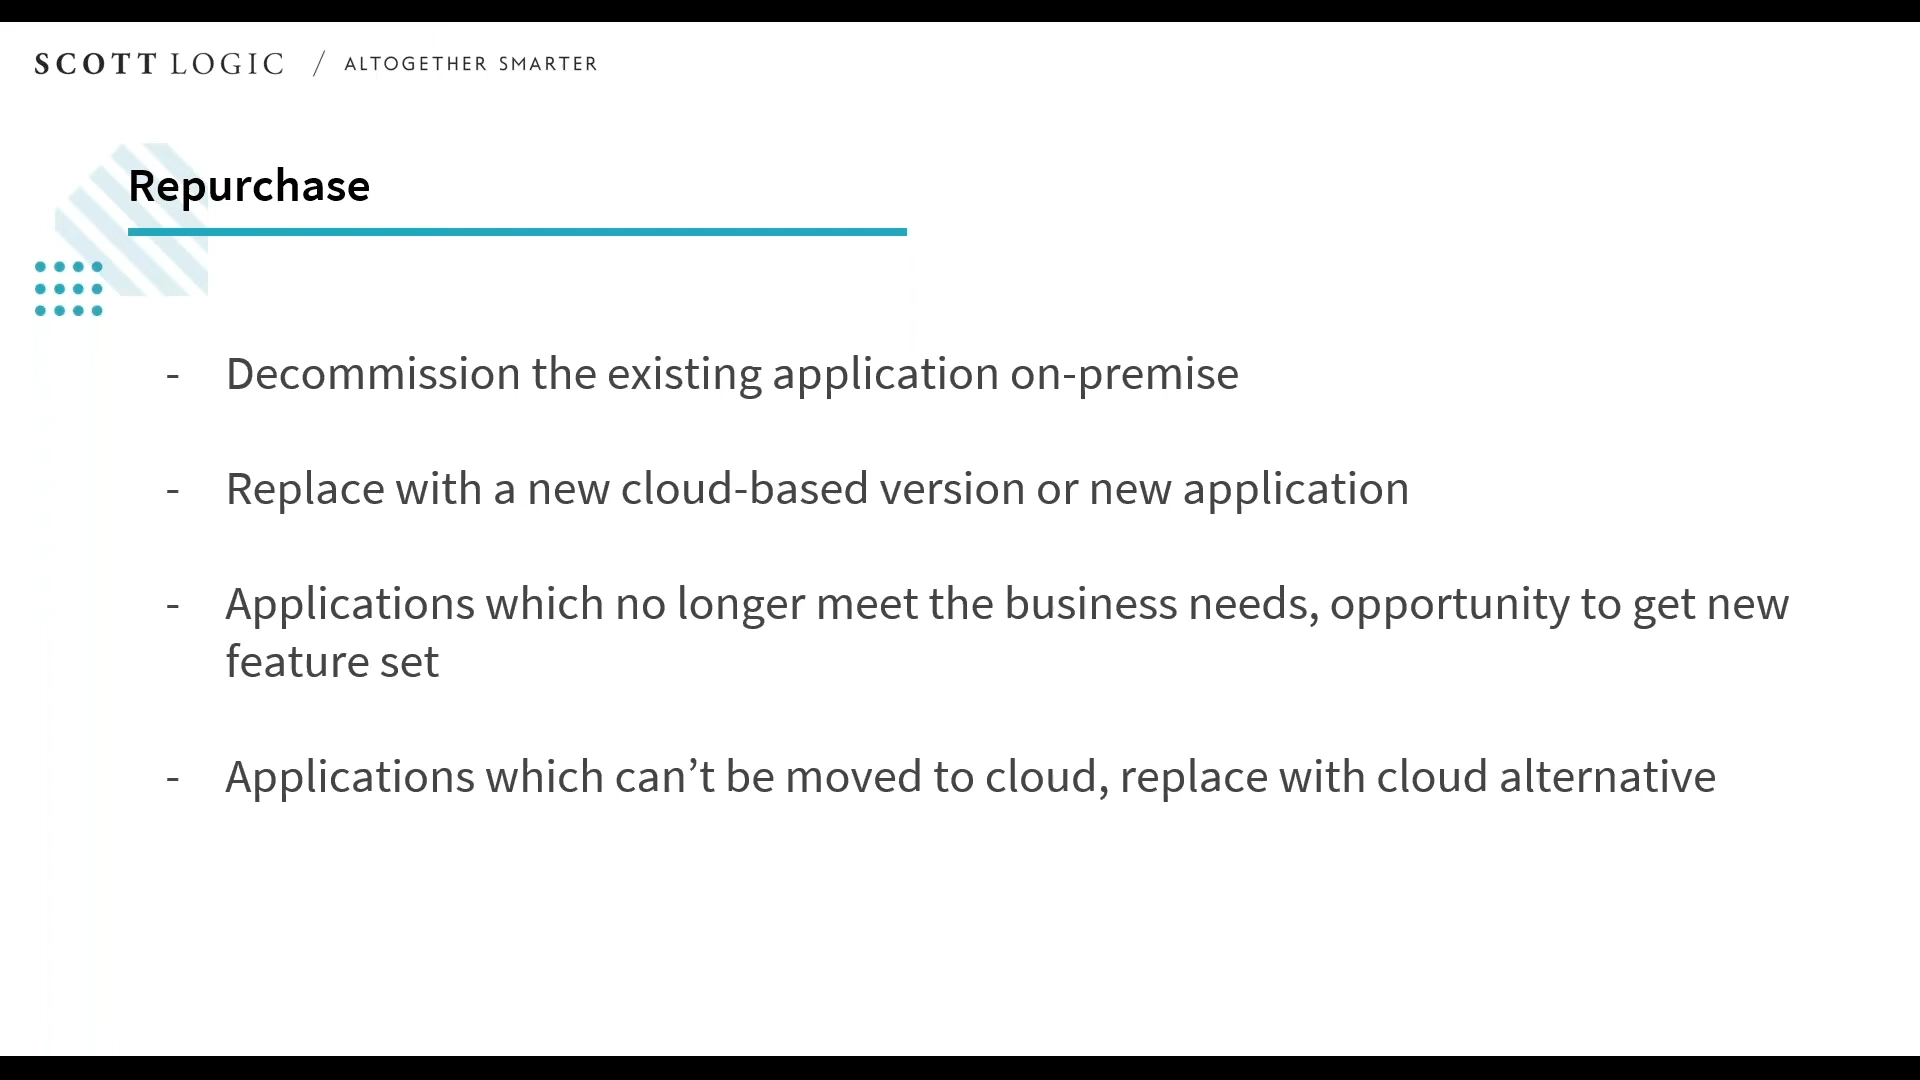 SCOTT LOGIC / ALTOGETHER SMARTER
Repurchase
- Decommission the existing application on-premise
- Replace with a new cloud-based version or new application
- Applications which no longer meet the business needs, opportunity to get new
feature set
- Applications which can’t be moved to cloud, replace with cloud alternative